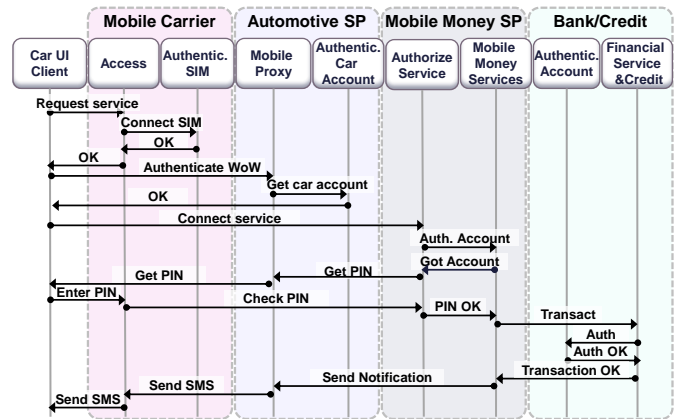 Mobile Carrier
Automotive SP
Mobile Money SP
Bank/Credit
Car UI
Client
Access
Authentic.
SIM
Mobile
Proxy
Authentic.
Car
Account
Authorize
Service
Mobile
Money
Services
Authentic.
Account
Financial
Service
&Credit
Request service
Connect SIM
OK
OK
Authenticate WoW
Get car account
OK
Connect service
Auth. Account
Got Account
Get PIN
Get PIN
Enter PIN
Check PIN
PIN OK
Transact
Auth
Auth OK
Transaction OK
Send Notification
Send SMS
Send SMS